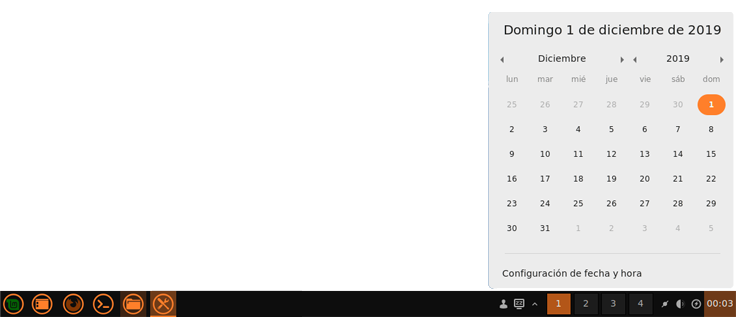 Domingo 1 de diciembre de 2019
Diciembre 2019
lun mar mié jue vie sáb dom
25 26 27 28 29 30 1
2 3 4 5 6 7 8
9 10 11 12 13 14 15
16 17 18 19 20 21 22
23 24 25 26 27 28 29
30 31 1 2 3 4 5
Configuración de fecha y hora
1 2 3 4 00:03